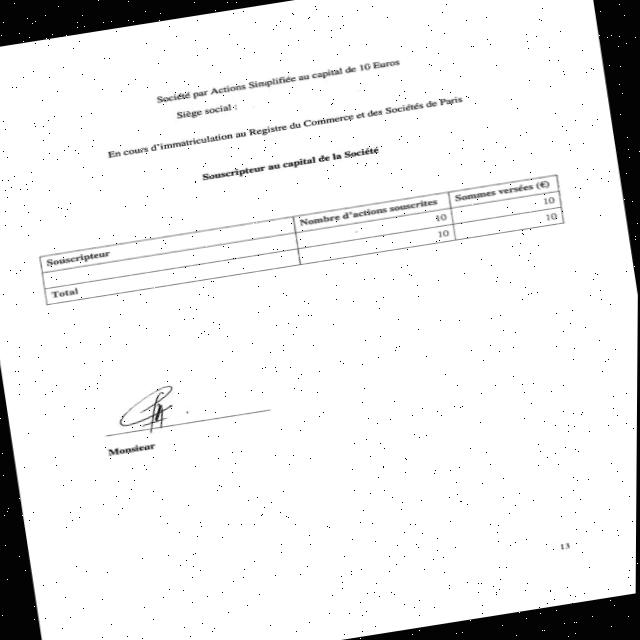 Société par Actions Simplifiée au capital de 10 Euros
Siège social :
En cours d'immatriculation au Registre du Commerce et des Sociétés de Paris
Souscripteur au capital de la Société
Souscripteur Nombre d'actions souscrites Sommes versées (€)
10 10
Total 10 10
Monsieur
13